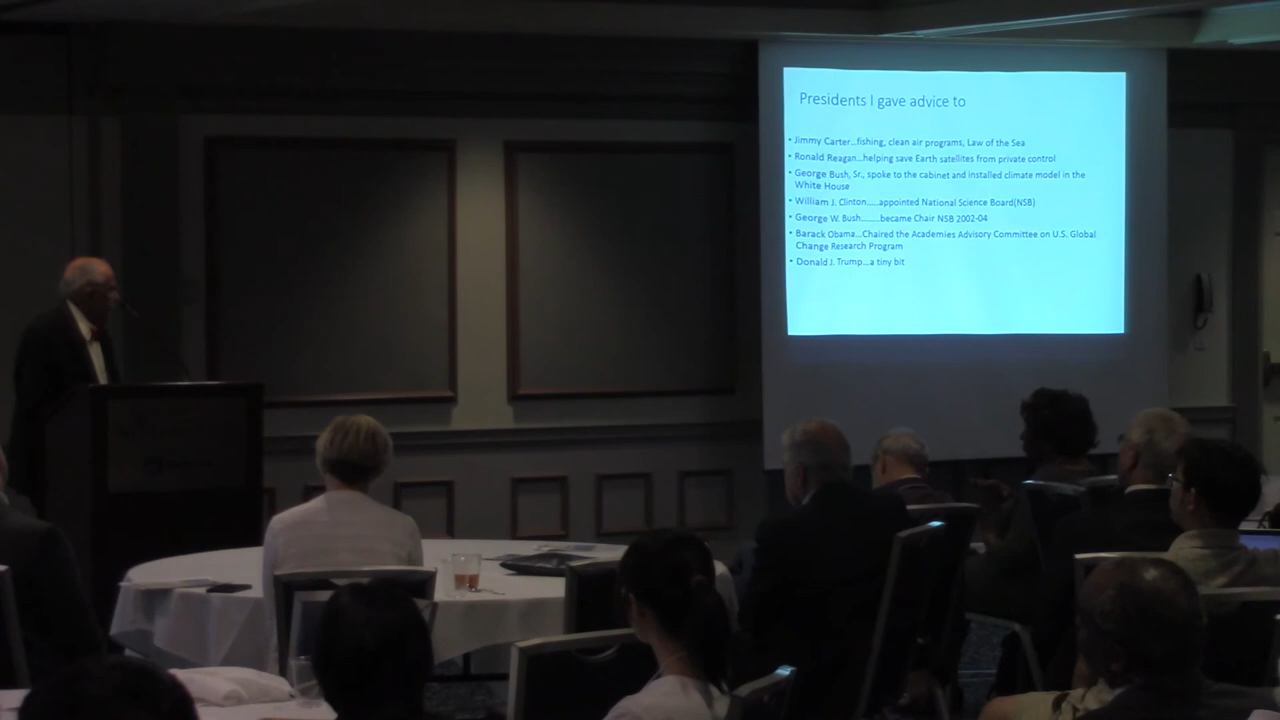 Presidents I gave advice to
• Jimmy Carter...fishing, clean air programs, Law of the Sea
• Ronald Reagan...helping save Earth satellites from private control
• George Bush, Sr., spoke to the cabinet and installed climate model in the
White House
• William J. Clinton.....appointed National Science Board(NSB)
• George W. Bush.........became Chair NSB 2002-04
• Barack Obama...Chaired the Academies Advisory Committee on U.S. Global
Change Research Program
• Donald J. Trump...a tiny bit